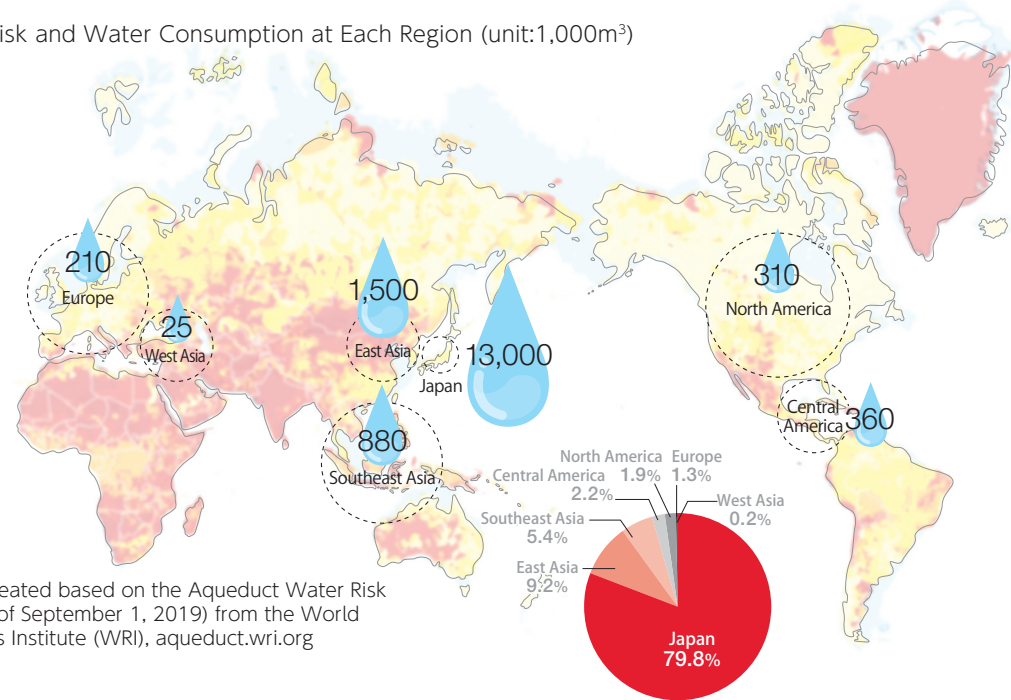 isk and Water Consumption at Each Region (unit:1,000m³)
210
Europe
25
West Asia
1,500
East Asia
Japan
13,000
880
Southeast Asia
310
North America
Central
America
360
North America
1.9%
Europe
1.3%
Central America
2.2%
West Asia
0.2%
Southeast Asia
5.4%
East Asia
9.2%
Japan
79.8%
eated based on the Aqueduct Water Risk
of September 1, 2019) from the World
s Institute (WRI), aqueduct.wri.org